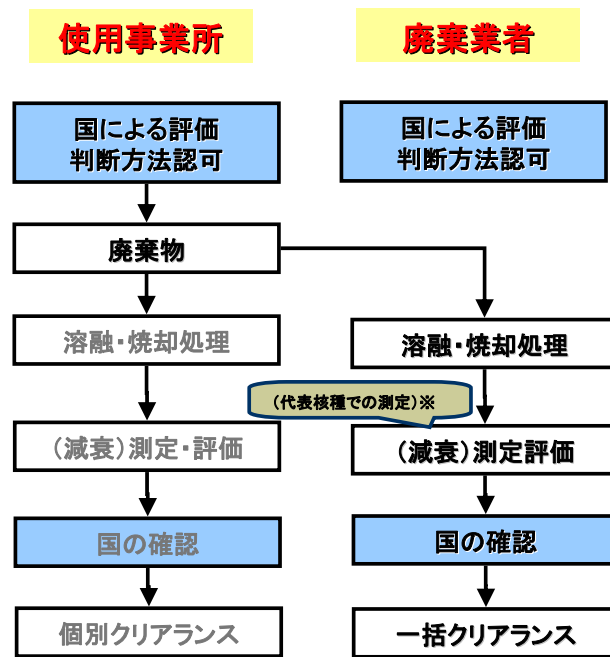 使用事業所
国による評価
判断方法認可
廃棄物
溶融・焼却処理
（減衰）測定・評価
国の確認
個別クリアランス
廃棄業者
国による評価
判断方法認可
溶融・焼却処理
（代表核種での測定）※
（減衰）測定評価
国の確認
一括クリアランス